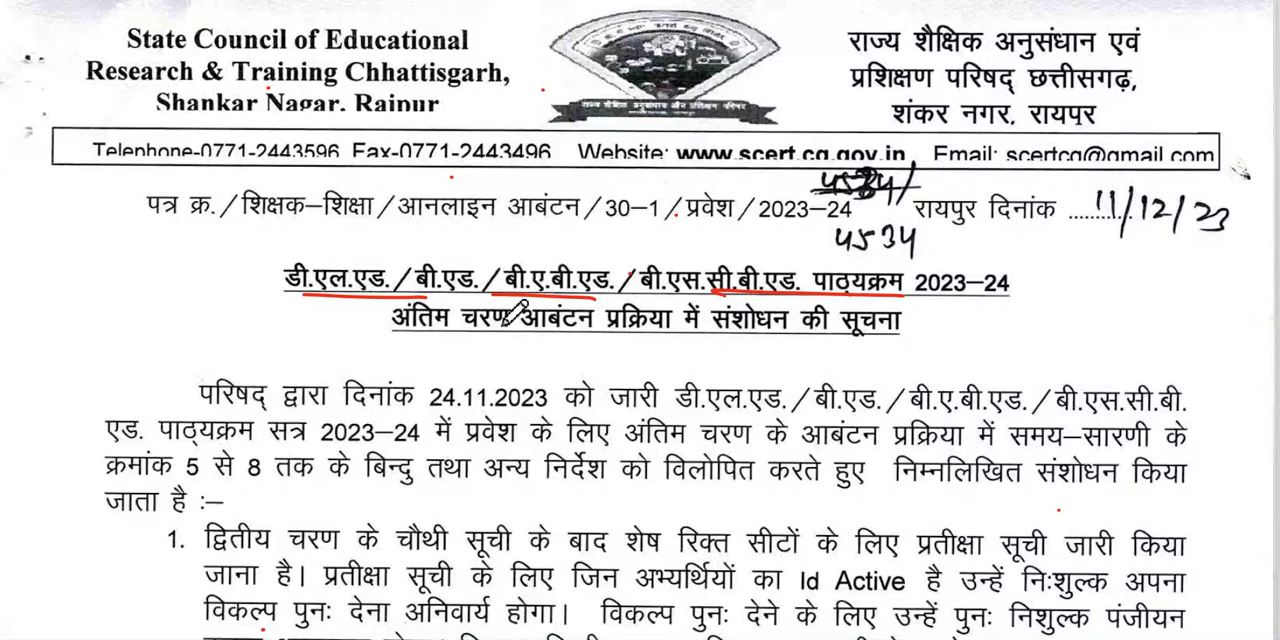 State Council of Educational
Research & Training Chhattisgarh,
Shankar Nagar, Raipur
राज्य शैक्षिक अनुसंधान एवं
प्रशिक्षण परिषद् छत्तीसगढ़,
शंकर नगर, रायपुर
Telephone-0771-2443596 Fax-0771-2443496 Website: www.scert.cg.gov.in Email: scertcg@gmail.com
पत्र क्र./शिक्षक–शिक्षा/आनलाइन आबंटन/30–1/प्रवेश/2023–24 रायपुर दिनांक 11/12/23
4534
डी.एल.एड./बी.एड./बी.ए.बी.एड./बी.एस.सी.बी.एड. पाठ्यक्रम 2023–24
अंतिम चरण आबंटन प्रक्रिया में संशोधन की सूचना
परिषद् द्वारा दिनांक 24.11.2023 को जारी डी.एल.एड./बी.एड./बी.ए.बी.एड./बी.एस.सी.बी.
एड. पाठ्यक्रम सत्र 2023–24 में प्रवेश के लिए अंतिम चरण के आबंटन प्रक्रिया में समय–सारणी के
क्रमांक 5 से 8 तक के बिन्दु तथा अन्य निर्देश को विलोपित करते हुए निम्नलिखित संशोधन किया
जाता है :–
1. द्वितीय चरण के चौथी सूची के बाद शेष रिक्त सीटों के लिए प्रतीक्षा सूची जारी किया
जाना है। प्रतीक्षा सूची के लिए जिन अभ्यर्थियों का Id Active है उन्हें निःशुल्क अपना
विकल्प पुनः देना अनिवार्य होगा। विकल्प पुनः देने के लिए उन्हें पुनः निशुल्क पंजीयन